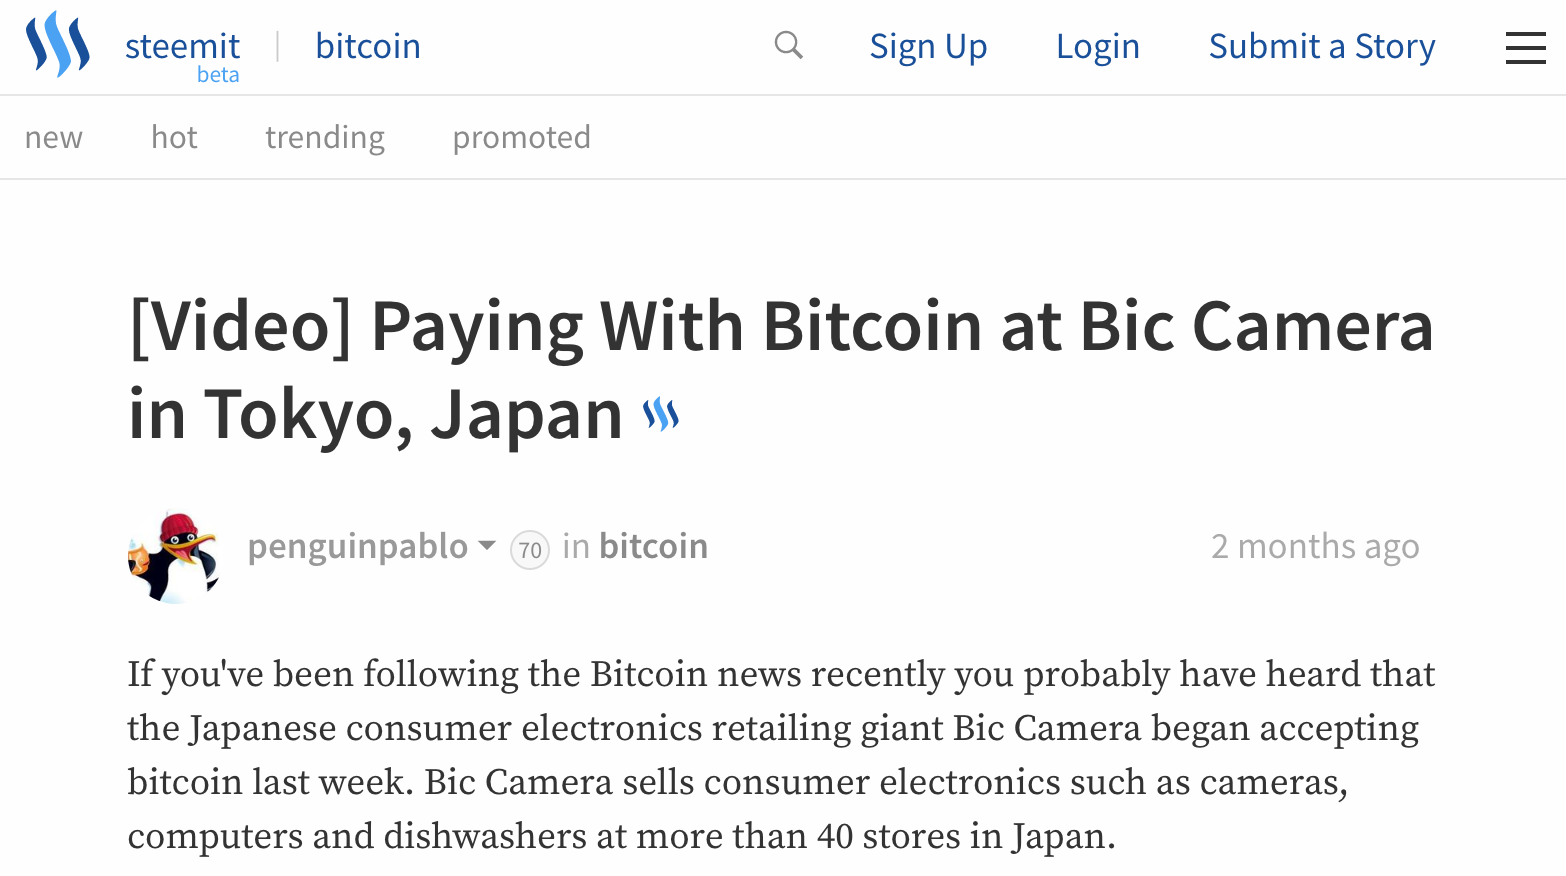 steemit
beta
bitcoin
Sign Up
Login
Submit a Story
new
hot
trending
promoted
[Video] Paying With Bitcoin at Bic Camera
in Tokyo, Japan
penguinpablo 70 in bitcoin
2 months ago
If you've been following the Bitcoin news recently you probably have heard that
the Japanese consumer electronics retailing giant Bic Camera began accepting
bitcoin last week. Bic Camera sells consumer electronics such as cameras,
computers and dishwashers at more than 40 stores in Japan.